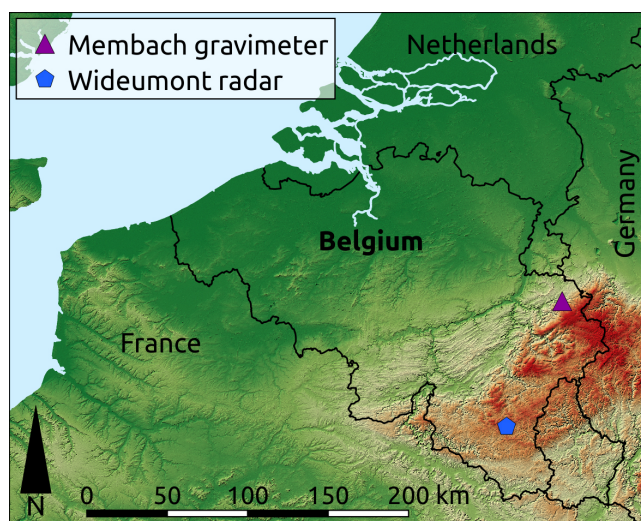 Membach gravimeter
Wideumont radar
Netherlands
Germany
Belgium
France
N
0 50 100 150 200 km